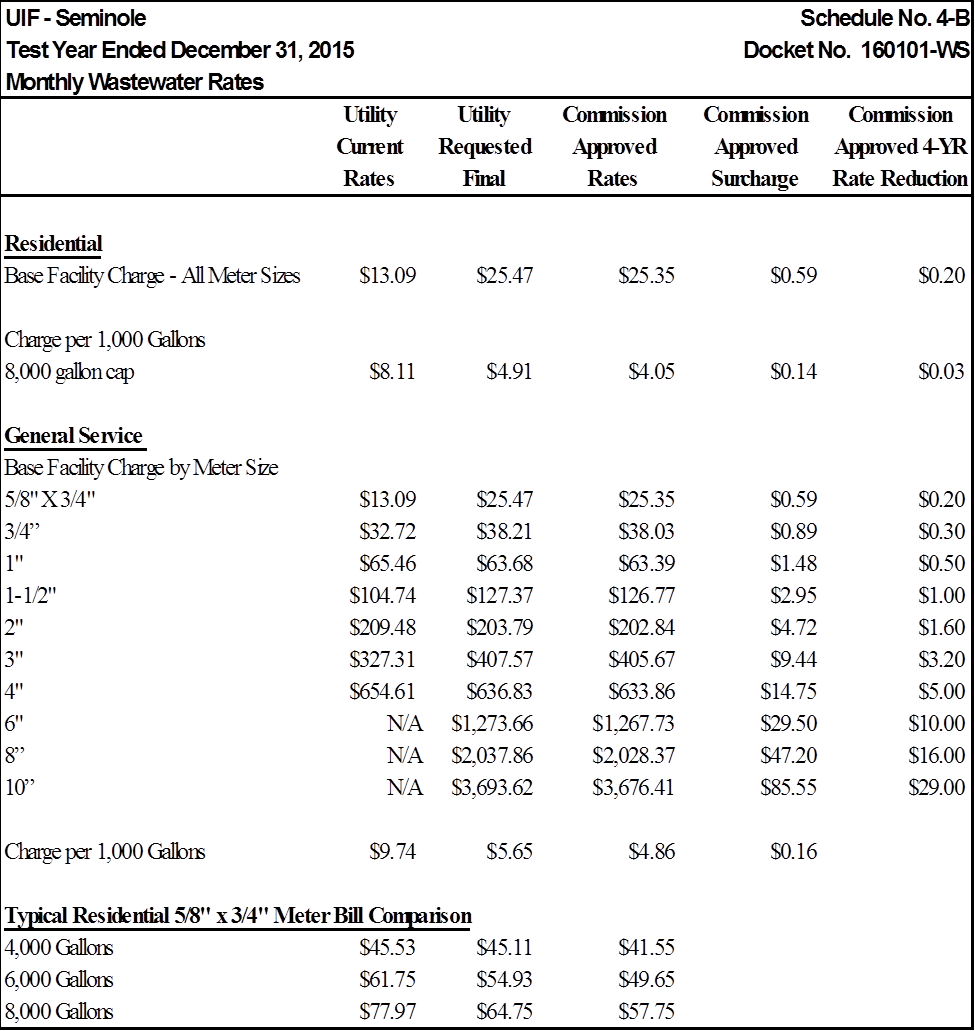 UIF - Seminole Schedule No. 4-B
Test Year Ended December 31, 2015 Docket No. 160101-WS
Monthly Wastewater Rates
Utility Utility Commission Commission Commission
Current Requested Approved Approved Approved 4-YR
Rates Final Rates Surcharge Rate Reduction
Residential
Base Facility Charge - All Meter Sizes $13.09 $25.47 $25.35 $0.59 $0.20
Charge per 1,000 Gallons
8,000 gallon cap $8.11 $4.91 $4.05 $0.14 $0.03
General Service
Base Facility Charge by Meter Size
5/8" X 3/4" $13.09 $25.47 $25.35 $0.59 $0.20
3/4” $32.72 $38.21 $38.03 $0.89 $0.30
1" $65.46 $63.68 $63.39 $1.48 $0.50
1-1/2" $104.74 $127.37 $126.77 $2.95 $1.00
2" $209.48 $203.79 $202.84 $4.72 $1.60
3" $327.31 $407.57 $405.67 $9.44 $3.20
4" $654.61 $636.83 $633.86 $14.75 $5.00
6" N/A $1,273.66 $1,267.73 $29.50 $10.00
8” N/A $2,037.86 $2,028.37 $47.20 $16.00
10” N/A $3,693.62 $3,676.41 $85.55 $29.00
Charge per 1,000 Gallons $9.74 $5.65 $4.86 $0.16
Typical Residential 5/8" x 3/4" Meter Bill Comparison
4,000 Gallons $45.53 $45.11 $41.55
6,000 Gallons $61.75 $54.93 $49.65
8,000 Gallons $77.97 $64.75 $57.75